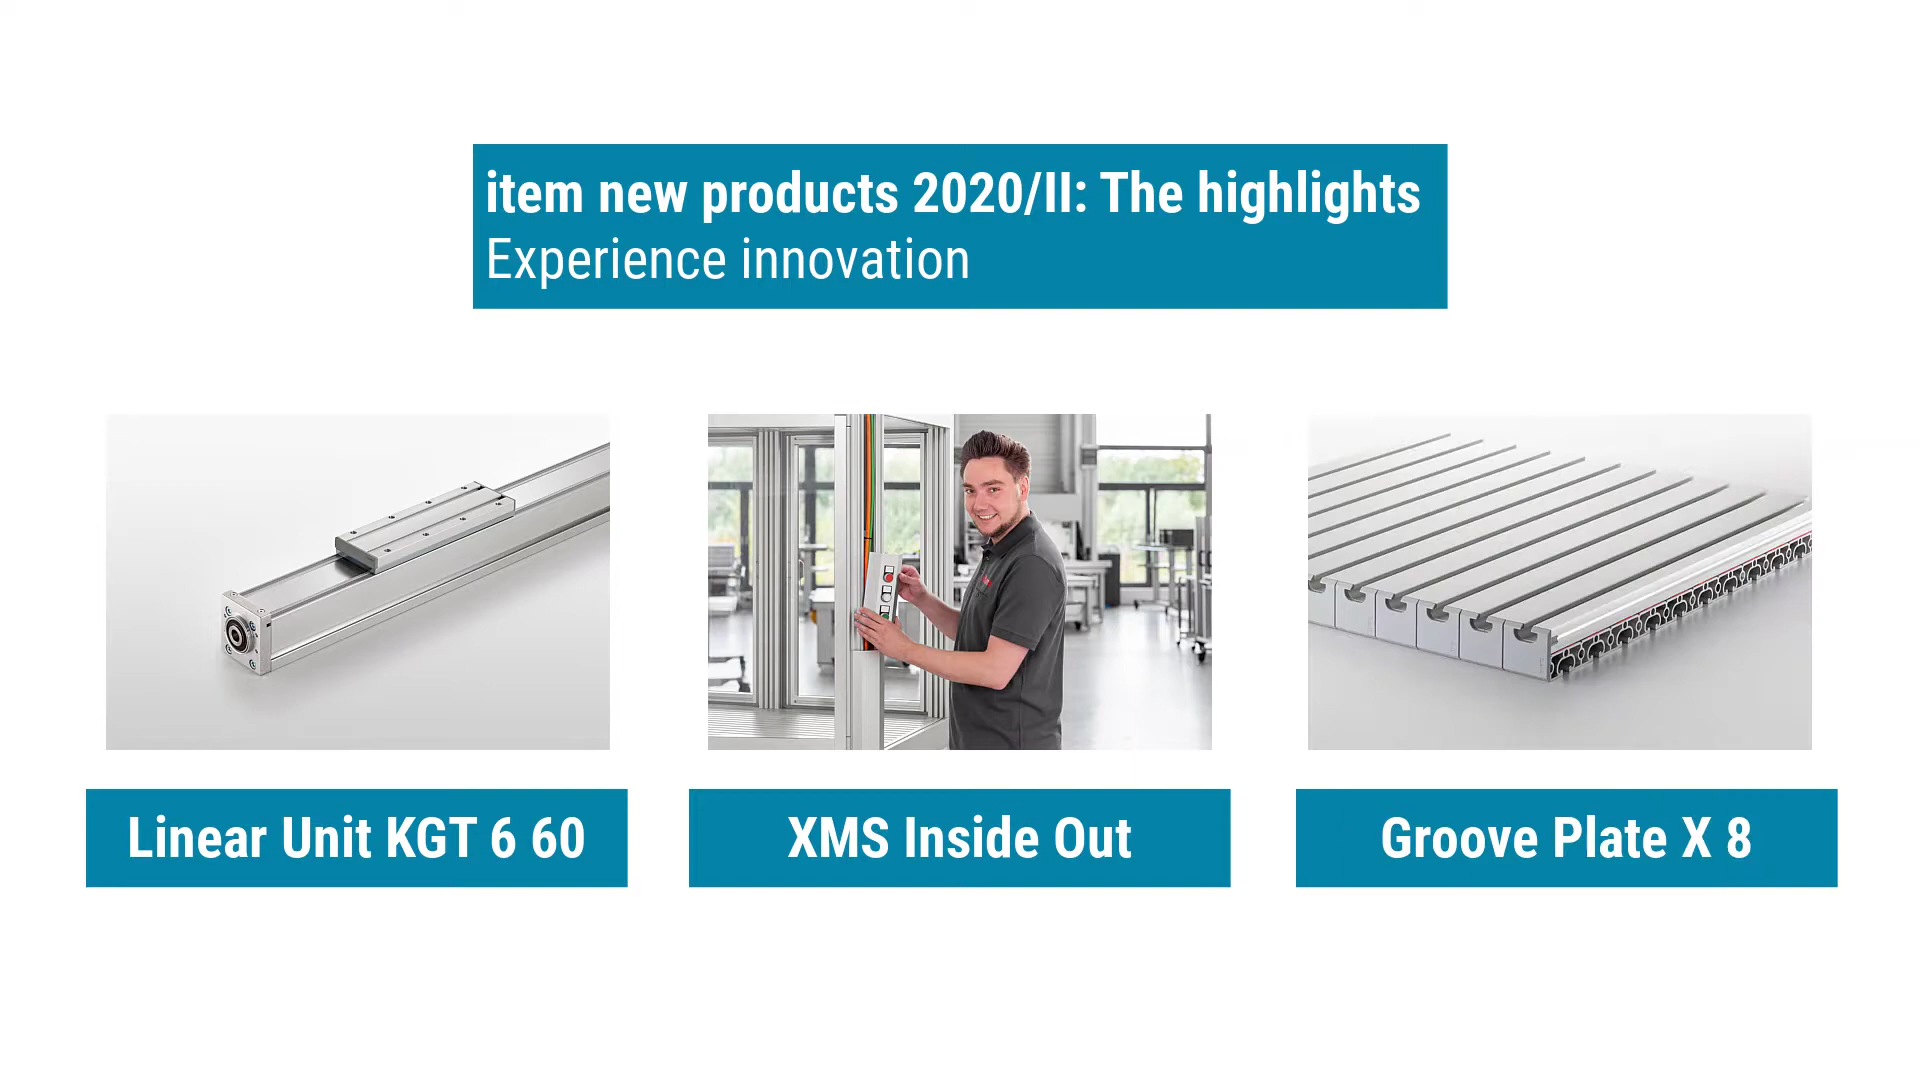 item new products 2020/II: The highlights
Experience innovation
Linear Unit KGT 6 60
XMS Inside Out
Groove Plate X 8